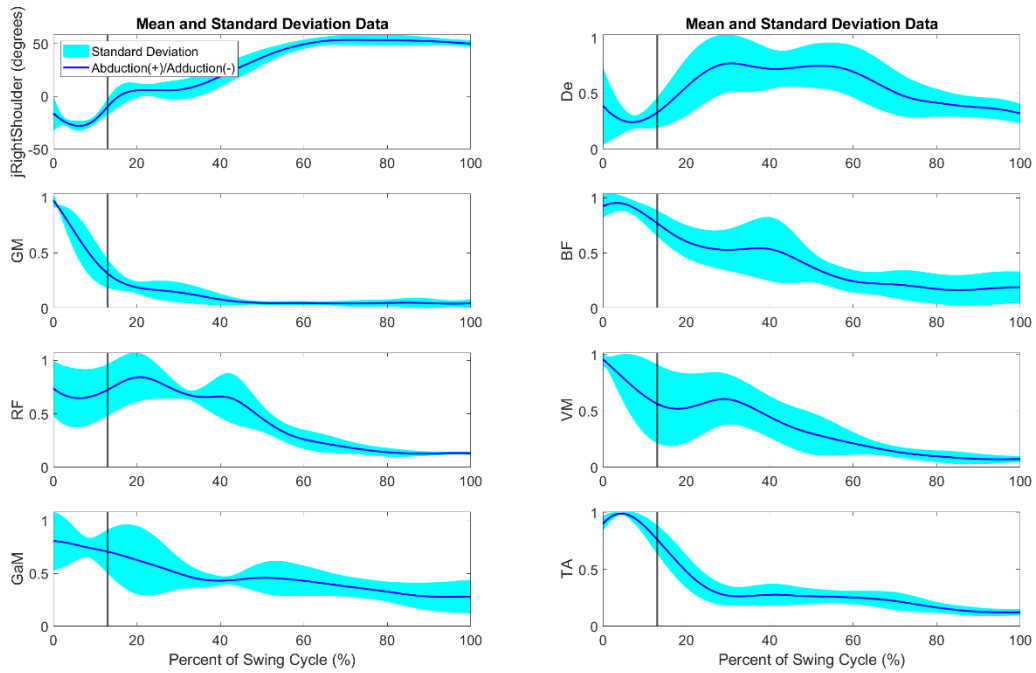 Mean and Standard Deviation Data
jRightShoulder (degrees)
50
0
-50
Standard Deviation
Abduction(+)/Adduction(-)
0 20 40 60 80 100
Mean and Standard Deviation Data
De
1
0.5
0
0 20 40 60 80 100
GM
1
0.5
0
0 20 40 60 80 100
BF
1
0.5
0
0 20 40 60 80 100
RF
1
0.5
0
0 20 40 60 80 100
VM
1
0.5
0
0 20 40 60 80 100
GaM
1
0.5
0
0 20 40 60 80 100
Percent of Swing Cycle (%)
TA
1
0.5
0
0 20 40 60 80 100
Percent of Swing Cycle (%)